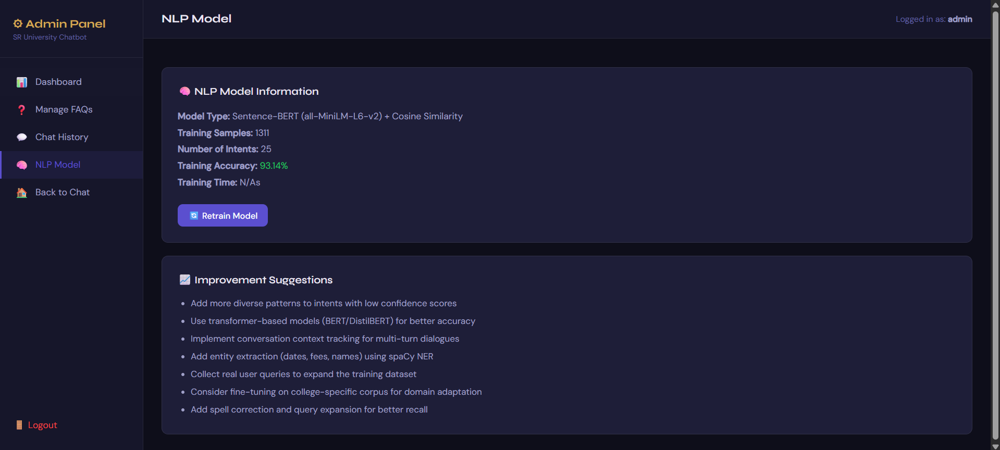 Admin Panel
SR University Chatbot
Dashboard
Manage FAQs
Chat History
NLP Model
Back to Chat
Logout
NLP Model
Logged in as: admin
NLP Model Information
Model Type: Sentence-BERT (all-MiniLM-L6-v2) + Cosine Similarity
Training Samples: 1311
Number of Intents: 25
Training Accuracy: 93.14%
Training Time: N/As
Retrain Model
Improvement Suggestions
Add more diverse patterns to intents with low confidence scores
Use transformer-based models (BERT/DistilBERT) for better accuracy
Implement conversation context tracking for multi-turn dialogues
Add entity extraction (dates, fees, names) using spaCy NER
Collect real user queries to expand the training dataset
Consider fine-tuning on college-specific corpus for domain adaptation
Add spell correction and query expansion for better recall